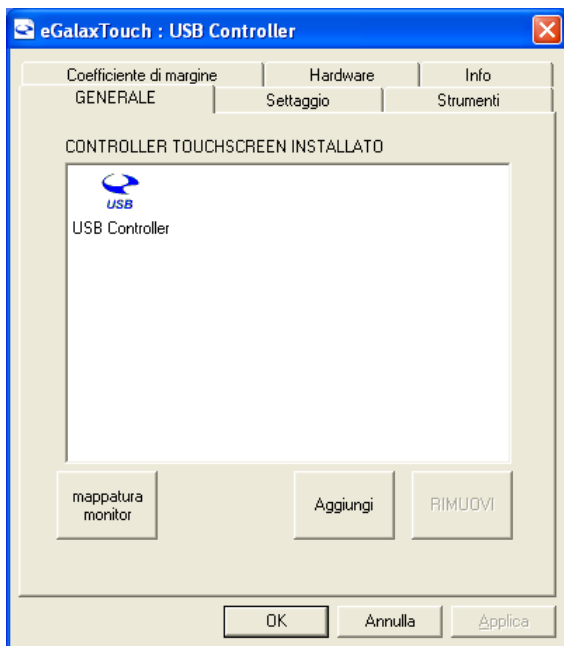 eGalaxTouch : USB Controller
Coefficiente di margine
Hardware
Info
GENERALE
Settaggio
Strumenti
CONTROLLER TOUCHSCREEN INSTALLATO
USB
USB Controller
mappatura
monitor
Aggiungi
RIMUOVI
OK
Annulla
Applica